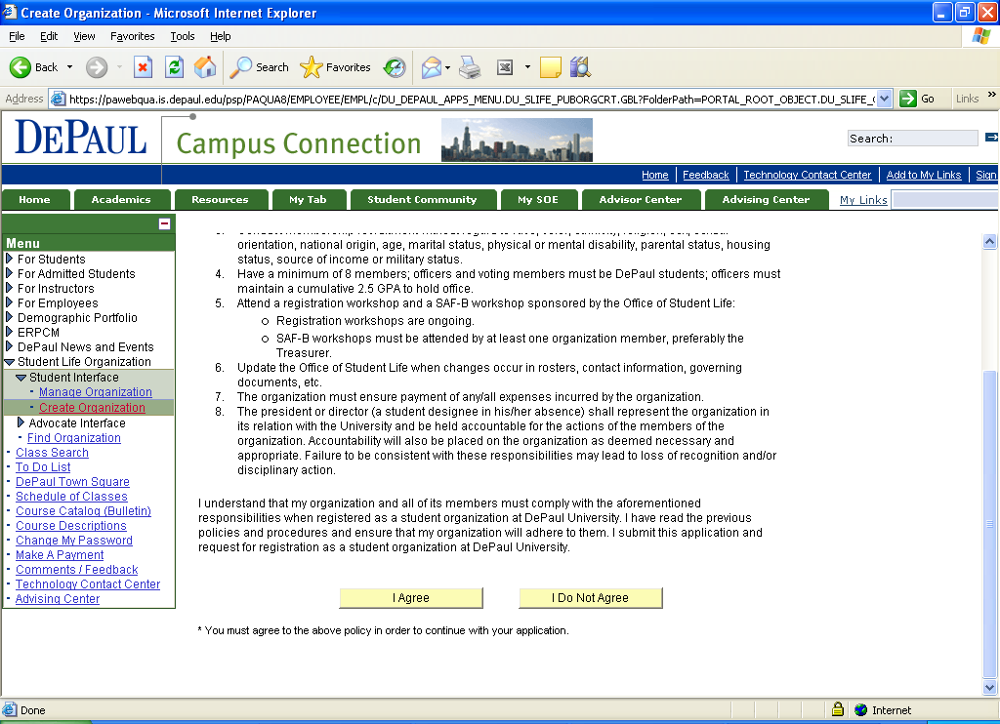 Create Organization - Microsoft Internet Explorer
File Edit View Favorites Tools Help
Back Search Favorites
Address https://pawebqua.is.depaul.edu/psp/PAQUA8/EMPLOYEE/EMPL/c/DU_DEPAUL_APPS_MENU.DU_SLIFE_PUBORGCRT.GBL?FolderPath=PORTAL_ROOT_OBJECT.DU_SLIFE_ Go Links »
DEPAUL Campus Connection
Search:
Home Feedback Technology Contact Center Add to My Links Sign
Home Academics Resources My Tab Student Community My SOE Advisor Center Advising Center My Links
Menu
For Students
For Admitted Students
For Instructors
For Employees
Demographic Portfolio
ERPCM
DePaul News and Events
Student Life Organization
Student Interface
- Manage Organization
- Create Organization
Advocate Interface
· Find Organization
· Class Search
· To Do List
· DePaul Town Square
· Schedule of Classes
· Course Catalog (Bulletin)
· Course Descriptions
· Change My Password
· Make A Payment
· Comments / Feedback
· Technology Contact Center
· Advising Center
orientation, national origin, age, marital status, physical or mental disability, parental status, housing
status, source of income or military status.
4. Have a minimum of 8 members; officers and voting members must be DePaul students; officers must
maintain a cumulative 2.5 GPA to hold office.
5. Attend a registration workshop and a SAF-B workshop sponsored by the Office of Student Life:
o Registration workshops are ongoing.
o SAF-B workshops must be attended by at least one organization member, preferably the
Treasurer.
6. Update the Office of Student Life when changes occur in rosters, contact information, governing
documents, etc.
7. The organization must ensure payment of any/all expenses incurred by the organization.
8. The president or director (a student designee in his/her absence) shall represent the organization in
its relation with the University and be held accountable for the actions of the members of the
organization. Accountability will also be placed on the organization as deemed necessary and
appropriate. Failure to be consistent with these responsibilities may lead to loss of recognition and/or
disciplinary action.
I understand that my organization and all of its members must comply with the aforementioned
responsibilities when registered as a student organization at DePaul University. I have read the previous
policies and procedures and ensure that my organization will adhere to them. I submit this application and
request for registration as a student organization at DePaul University.
I Agree I Do Not Agree
* You must agree to the above policy in order to continue with your application.
Done Internet